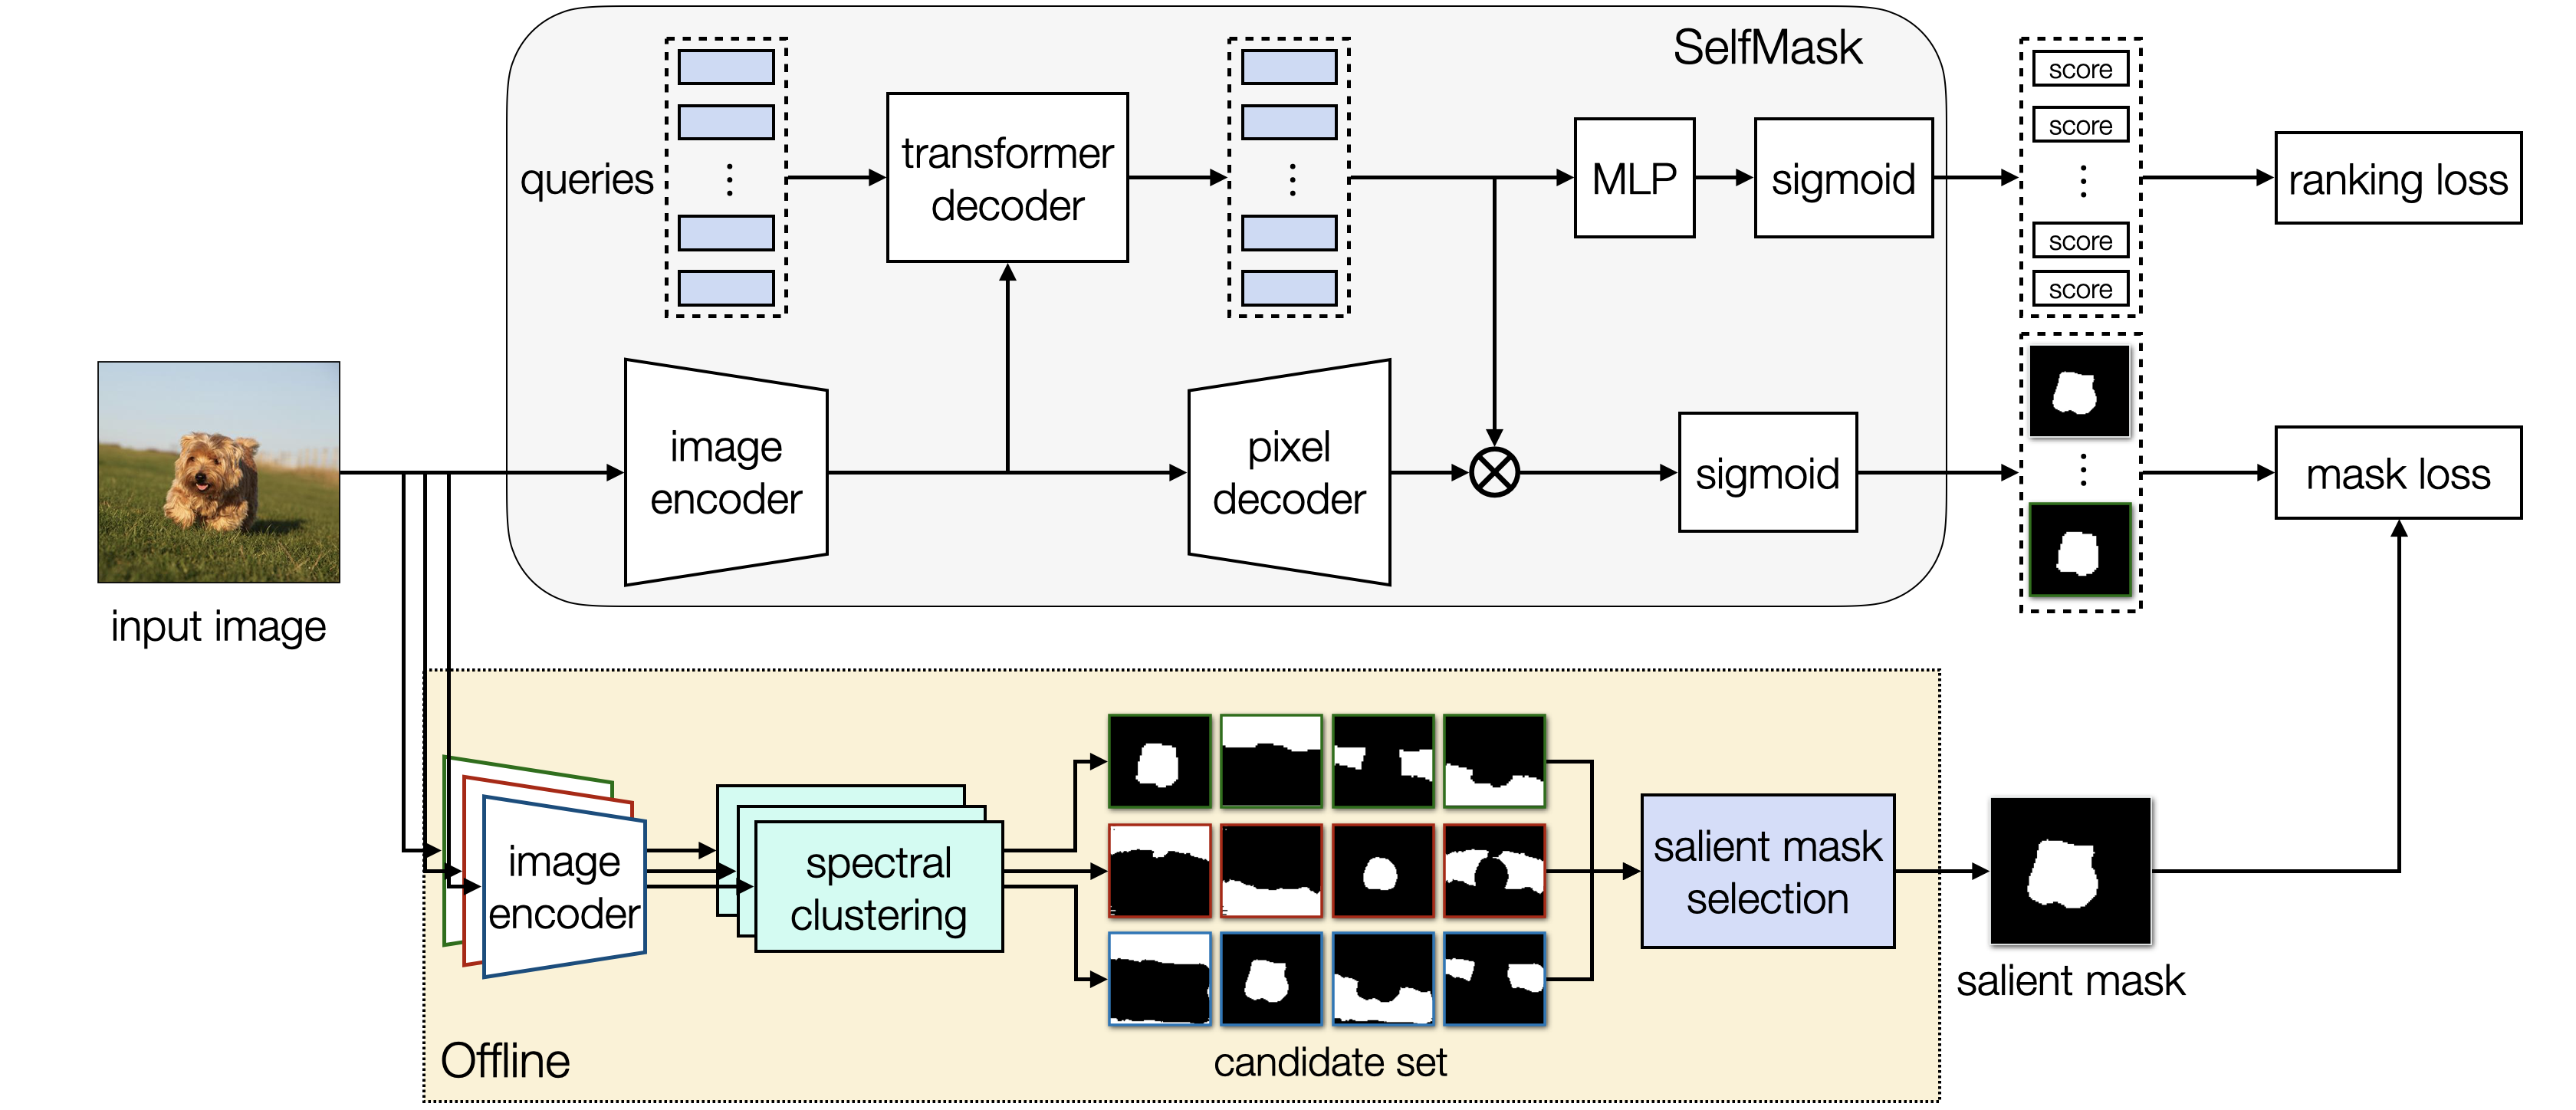 SelfMask
queries
transformer
decoder
MLP
sigmoid
score
score
score
score
ranking loss
image
encoder
pixel
decoder
sigmoid
mask loss
input image
image
encoder
spectral
clustering
salient mask
selection
salient mask
candidate set
Offline